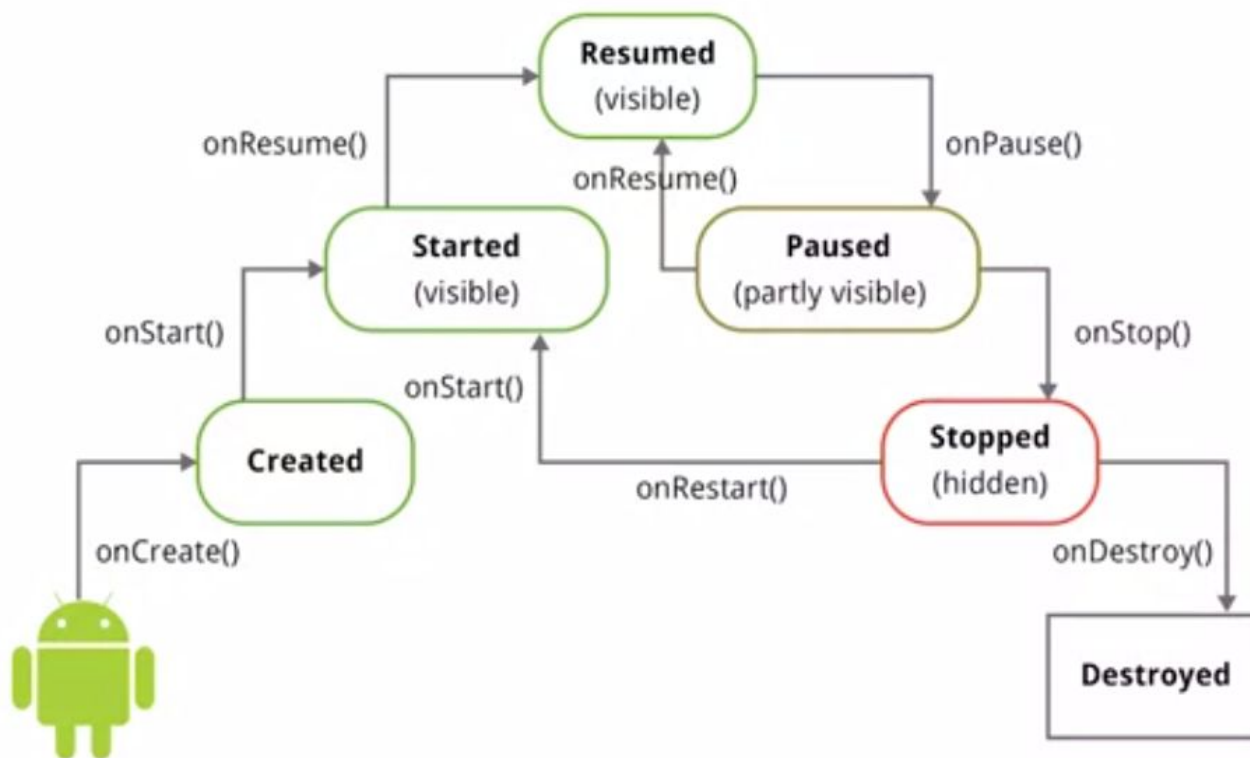 Resumed
(visible)
onResume()
onPause()
onResume()
Started
(visible)
Paused
(partly visible)
onStart()
onStop()
onStart()
Created
Stopped
(hidden)
onRestart()
onCreate()
onDestroy()
Destroyed